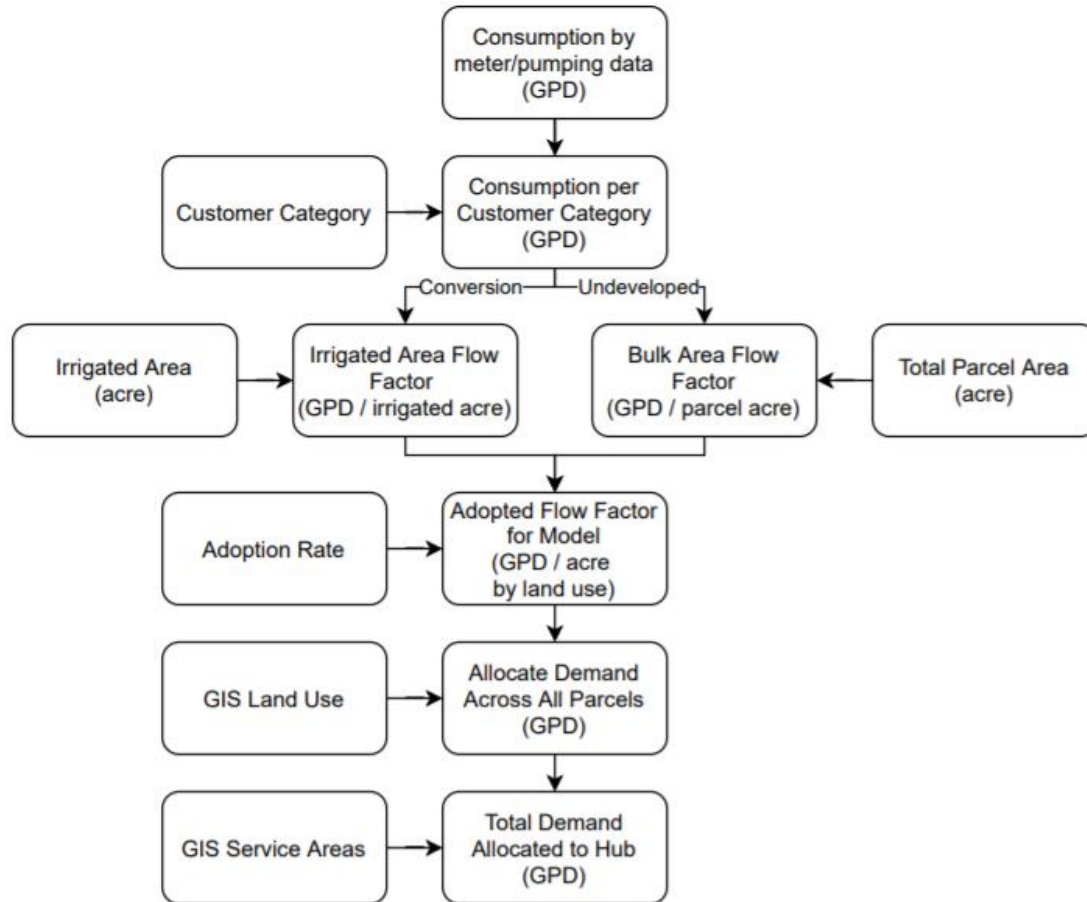 Consumption by
meter/pumping data
(GPD)
Customer Category
Consumption per
Customer Category
(GPD)
Conversion
Undeveloped
Irrigated Area
(acre)
Irrigated Area Flow
Factor
(GPD / irrigated acre)
Bulk Area Flow
Factor
(GPD / parcel acre)
Total Parcel Area
(acre)
Adoption Rate
Adopted Flow Factor
for Model
(GPD / acre
by land use)
GIS Land Use
Allocate Demand
Across All Parcels
(GPD)
GIS Service Areas
Total Demand
Allocated to Hub
(GPD)